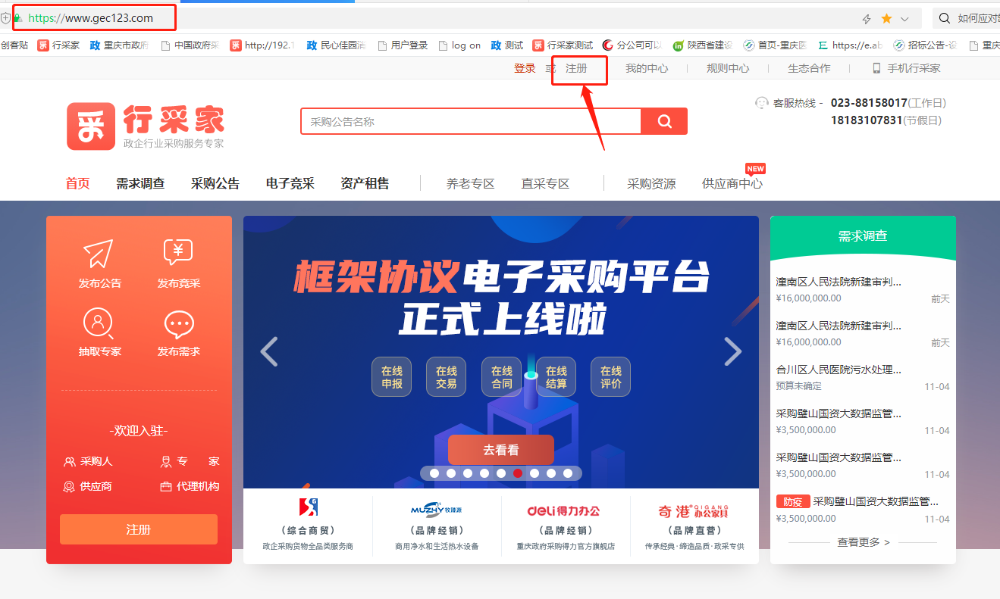 https://www.gec123.com
如何应对
创客贴 行采家 重庆市政府 中国政府采 http://192.1 民心佳园 用户登录 log on 测试 行采家测试 分公司可以 陕西省建设 首页-重庆医 https://e.ab 招标公告-设 重庆
登录 或 注册 我的中心 规则中心 生态合作 手机行采家
采 行采家
政企行业采购服务专家
采购公告名称
客服热线 - 023-88158017(工作日)
18183107831(节假日)
NEW
首页 需求调查 采购公告 电子竞采 资产租售 养老专区 直采专区 采购资源 供应商中心
发布公告 发布竞采
抽取专家 发布需求
-欢迎入驻-
采购人 专 家
供应商 代理机构
注册
框架协议电子采购平台
正式上线啦
在线申报 在线交易 在线合同 在线结算 在线评价
去看看
MUZHY牧臻源 deli得力办公 奇港 QIGANG 办公家具
(综合商贸) (品牌经销) (品牌经销) (品牌直营)
政企采购货物全品类服务商 商用净水和生活热水设备 重庆政府采购得力官方旗舰店 传承经典·缔造品质·政采专供
需求调查
潼南区人民法院新建审判...
¥16,000,000.00 前天
潼南区人民法院新建审判...
¥16,000,000.00 前天
合川区人民医院污水处理...
预算未确定 11-04
采购璧山国资大数据监管...
¥3,500,000.00 11-04
采购璧山国资大数据监管...
¥3,500,000.00 11-04
防疫 采购璧山国资大数据监管...
¥3,500,000.00 11-04
查看更多 >